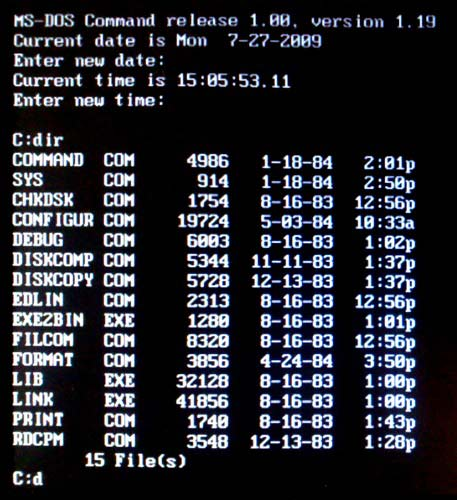 MS-DOS Command release 1.00, version 1.19
Current date is Mon  7-27-2009
Enter new date:
Current time is 15:05:53.11
Enter new time:

C:dir
COMMAND  COM     4986   1-18-84   2:01p
SYS      COM      914   1-18-84   2:50p
CHKDSK   COM     1754   8-16-83  12:56p
CONFIGUR COM    19724   5-03-84  10:33a
DEBUG    COM     6003   8-16-83   1:02p
DISKCOMP COM     5344  11-11-83   1:37p
DISKCOPY COM     5728  12-13-83   1:37p
EDLIN    COM     2313   8-16-83  12:56p
EXE2BIN  EXE     1280   8-16-83   1:01p
FILCOM   COM     8320   8-16-83  12:56p
FORMAT   COM     3856   4-24-84   3:50p
LIB      EXE    32128   8-16-83   1:00p
LINK     EXE    41856   8-16-83   1:00p
PRINT    COM     1740   8-16-83   1:43p
RDCPM    COM     3548  12-13-83   1:28p
        15 File(s)
C:d